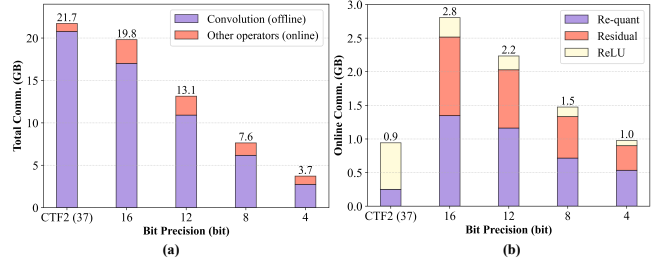 21.7
19.8
13.1
7.6
3.7
Convolution (offline)
Other operators (online)
Total Comm. (GB)
20
15
10
5
0
CTF2 (37)
16
12
8
4
Bit Precision (bit)
(a)
0.9
2.8
2.2
1.5
1.0
Re-quant
Residual
ReLU
Online Comm. (GB)
3.0
2.5
2.0
1.5
1.0
0.5
0.0
CTF2 (37)
16
12
8
4
Bit Precision (bit)
(b)